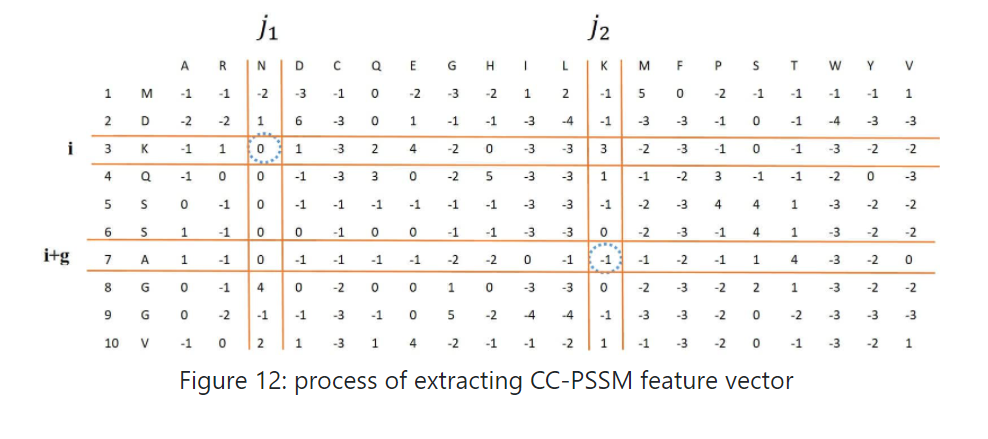 j1 j2
A R N D C Q E G H I L K M F P S T W Y V
1 M -1 -1 -2 -3 -1 0 -2 -3 -2 1 2 -1 5 0 -2 -1 -1 -1 -1 1
2 D -2 -2 1 6 -3 0 1 -1 -1 -3 -4 -1 -3 -3 -1 0 -1 -4 -3 -3
i 3 K -1 1 0 1 -3 2 4 -2 0 -3 -3 3 -2 -3 -1 0 -1 -3 -2 -2
4 Q -1 0 0 -1 -3 3 0 -2 5 -3 -3 1 -1 -2 3 -1 -1 -2 0 -3
5 S 0 -1 0 -1 -1 -1 -1 -1 -1 -3 -3 -1 -2 -3 4 4 1 -3 -2 -2
6 S 1 -1 0 0 -1 0 0 -1 -1 -3 -3 0 -2 -3 -1 4 1 -3 -2 -2
i+g 7 A 1 -1 0 -1 -1 -1 -1 -2 -2 0 -1 -1 -1 -2 -1 1 4 -3 -2 0
8 G 0 -1 4 0 -2 0 0 1 0 -3 -3 0 -2 -3 -2 2 1 -3 -2 -2
9 G 0 -2 -1 -1 -3 -1 0 5 -2 -4 -4 -1 -3 -3 -2 0 -2 -3 -3 -3
10 V -1 0 2 1 -3 1 4 -2 -1 -1 -2 1 -1 -3 -2 0 -1 -3 -2 1
Figure 12: process of extracting CC-PSSM feature vector